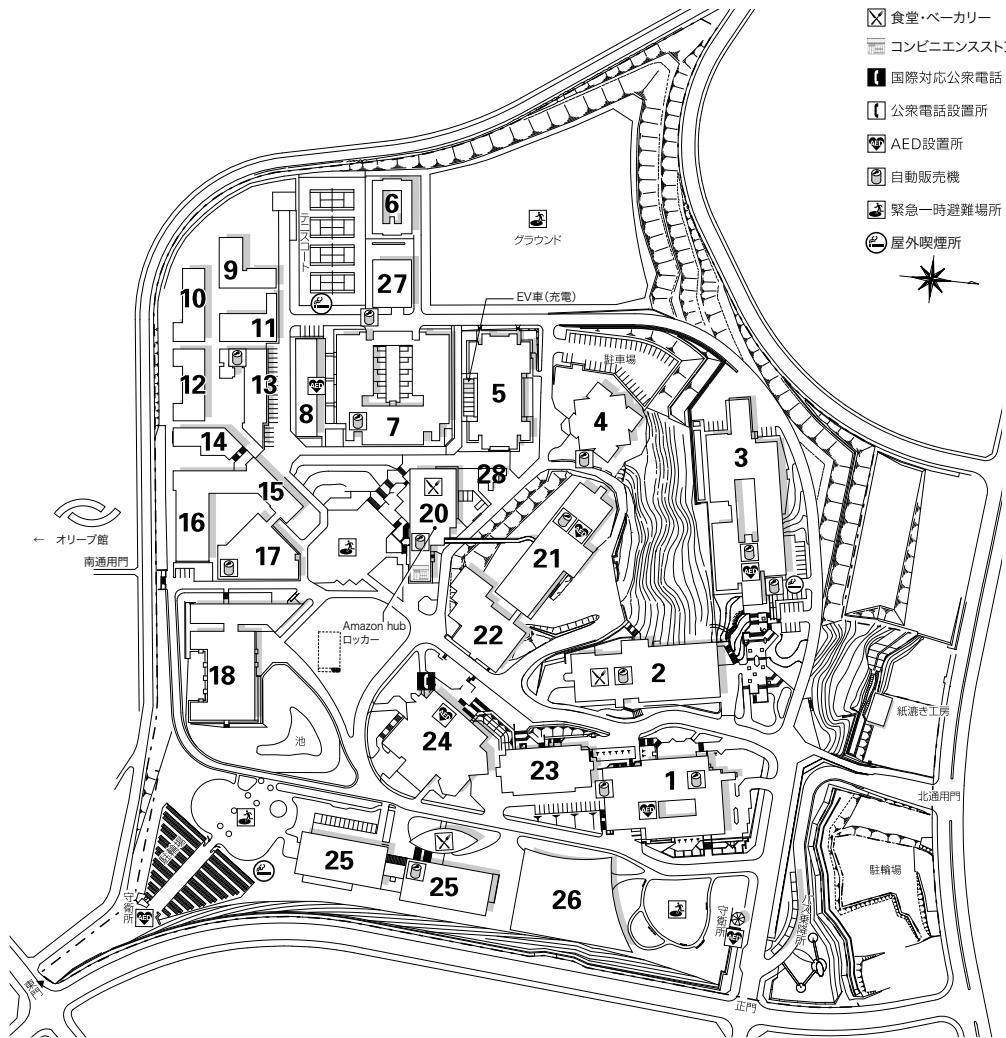 食堂・ベーカリー
コンビニエンススト
国際対応公衆電話
公衆電話設置所
AED設置所
自動販売機
緊急一時避難場所
屋外喫煙所
6
テニスコート
グラウンド
9
10
27
11
EV車(充電)
12
13
AED
8
7
5
駐車場
4
3
14
15
28
20
16
17
21
AED
AED
← オリーブ館
南通用門
Amazon hub
ロッカー
22
18
2
池
AED
24
紙漉き工房
23
1
AED
北通用門
25
25
26
駐輪場
守衛所
AED
守衛所
AED
バス乗降所
正門